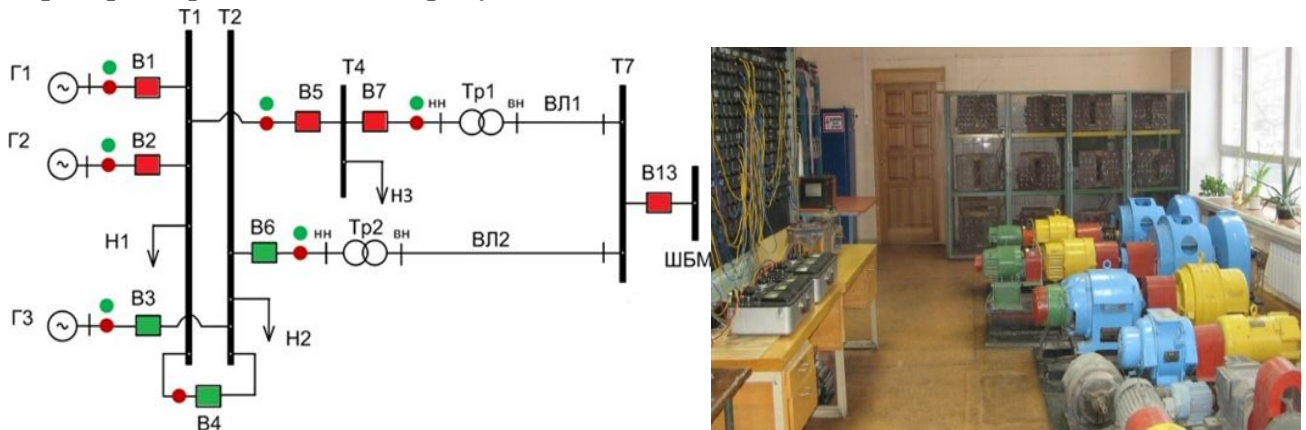 Т1 Т2
Г1
В1
Г2
В2
В5
Т4
В7
нн
Тр1
вн
ВЛ1
Т7
Н3
В13
ШБМ
Н1
В6
нн
Тр2
вн
ВЛ2
Г3
В3
Н2
В4